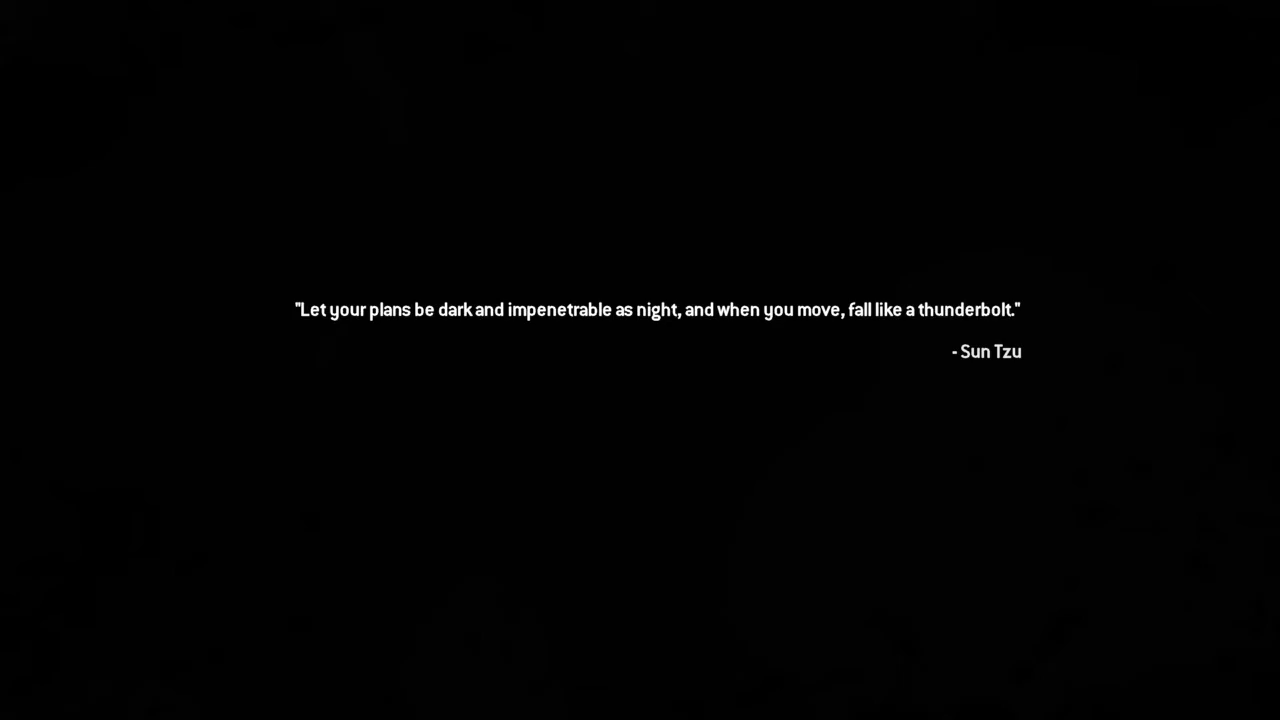 "Let your plans be dark and impenetrable as night, and when you move, fall like a thunderbolt."
- Sun Tzu